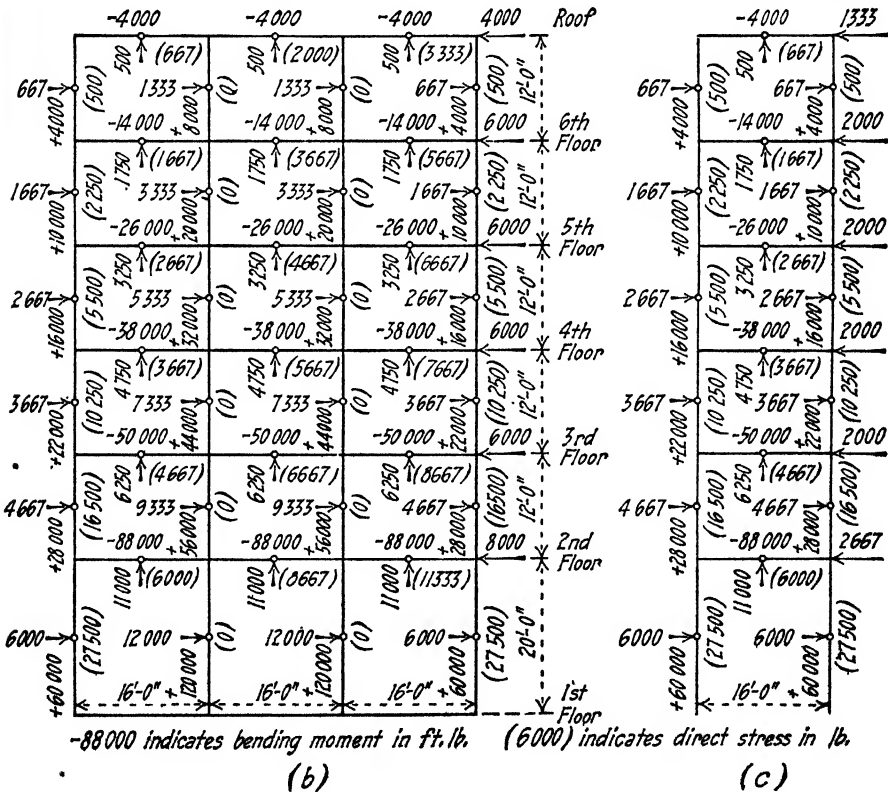 -4000 -4000 -4000 4000 Roof -4000 1333
500 (667) 500 (2000) 500 (3333) 500 (667)
667 (500) 1333 (0) 1333 (0) 667 (500) 12'-0" 667 (500) 667 (500)
+4000 +8000 +8000 +4000 +4000 +4000
-14000 -14000 -14000 6000 6th Floor -14000 2000
1750 (1667) 1750 (3667) 1750 (5667) 1750 (1667)
1667 (2250) 3333 (0) 3333 (0) 1667 (2250) 12'-0" 1667 (2250) 1667 (2250)
+10000 +20000 +20000 +10000 +10000 +10000
-26000 -26000 -26000 6000 5th Floor -26000 2000
3250 (2667) 3250 (4667) 3250 (6667) 3250 (2667)
2667 (5500) 5333 (0) 5333 (0) 2667 (5500) 12'-0" 2667 (5500) 2667 (5500)
+16000 +32000 +32000 +16000 +16000 +16000
-38000 -38000 -38000 6000 4th Floor -38000 2000
4750 (3667) 4750 (5667) 4750 (7667) 4750 (3667)
3667 (10250) 7333 (0) 7333 (0) 3667 (10250) 12'-0" 3667 (10250) 3667 (10250)
+22000 +44000 +44000 +22000 +22000 +22000
-50000 -50000 -50000 6000 3rd Floor -50000 2000
6250 (4667) 6250 (6667) 6250 (8667) 6250 (4667)
4667 (16500) 9333 (0) 9333 (0) 4667 (16500) 12'-0" 4667 (16500) 4667 (16500)
+28000 +56000 +56000 +28000 +28000 +28000
-88000 -88000 -88000 8000 2nd Floor -88000 2667
11000 (6000) 11000 (8667) 11000 (11333) 11000 (6000)
6000 (27500) 12000 (0) 12000 (0) 6000 (27500) 20'-0" 6000 (27500) 6000 (27500)
+60000 +120000 +120000 +60000 +60000 +60000
16'-0" 16'-0" 16'-0" 1st Floor 16'-0"
-88000 indicates bending moment in ft. lb. (6000) indicates direct stress in lb.
(b) (c)